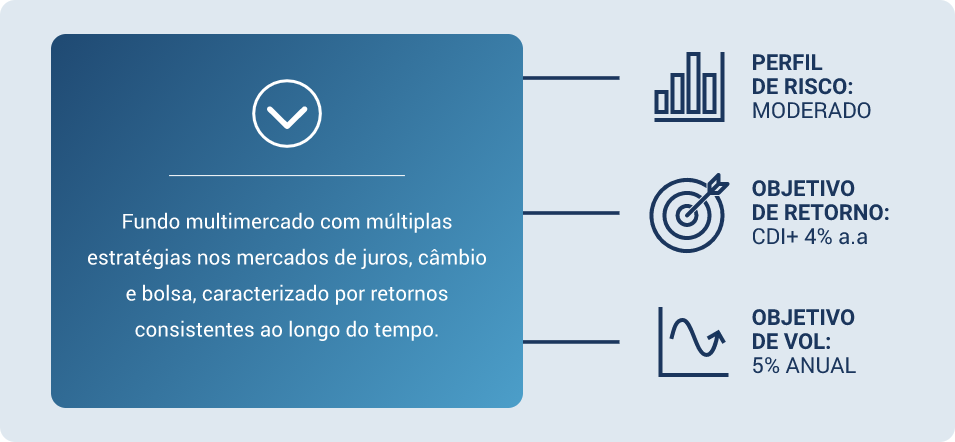 Fundo multimercado com múltiplas
estratégias nos mercados de juros, câmbio
e bolsa, caracterizado por retornos
consistentes ao longo do tempo.
PERFIL
DE RISCO:
MODERADO
OBJETIVO
DE RETORNO:
CDI+ 4% a.a
OBJETIVO
DE VOL:
5% ANUAL